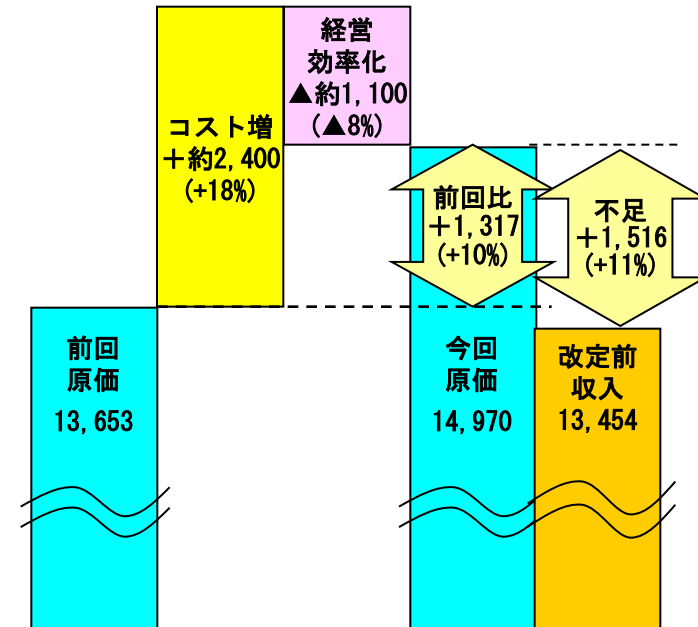 経営
効率化
▲約1,100
(▲8%)
コスト増
＋約2,400
(+18%)
前回比
＋1,317
(+10%)
不足
＋1,516
(+11%)
前回
原価
13,653
今回
原価
14,970
改定前
収入
13,454